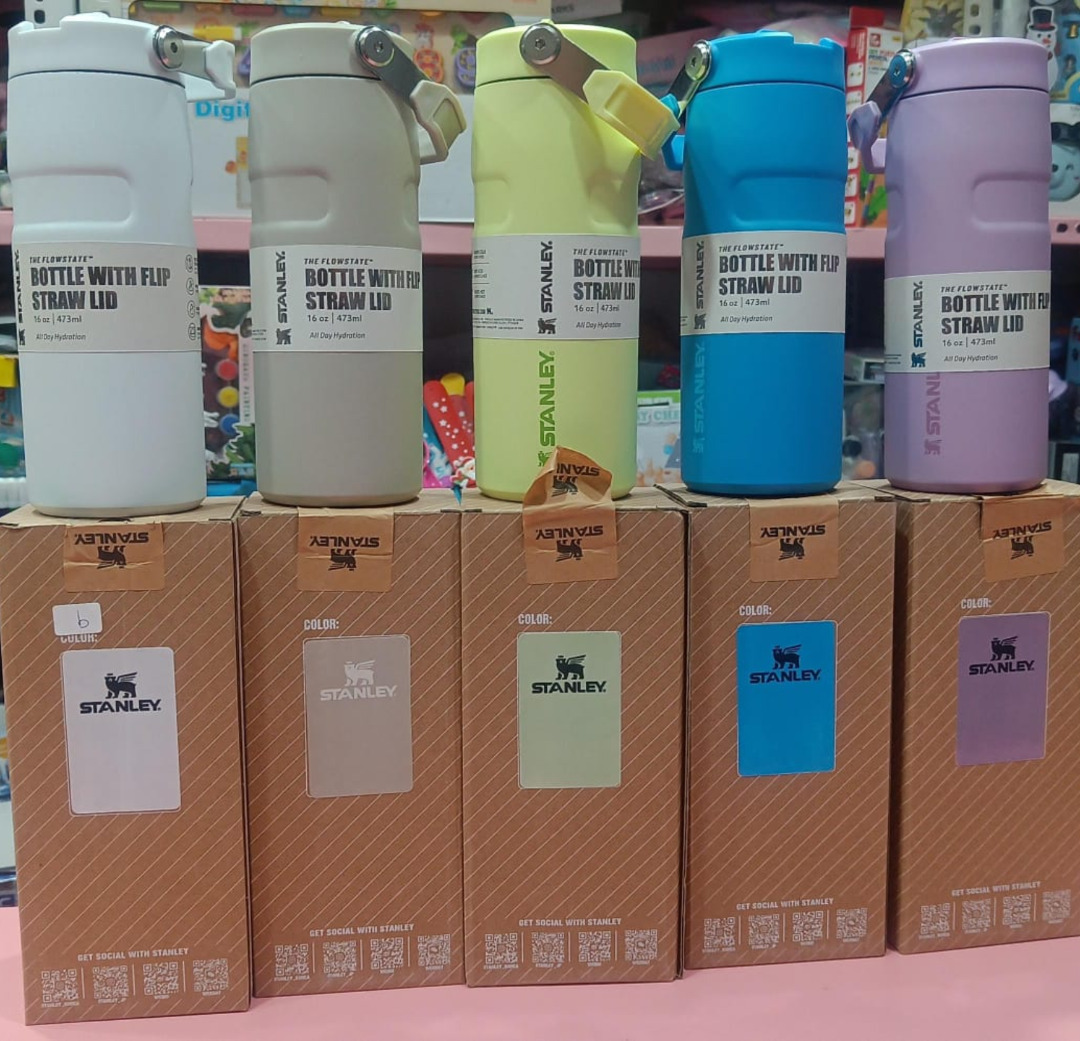 Digit
STANLEY
THE FLOWSTATE™
BOTTLE WITH FLIP
STRAW LID
16 oz | 473ml
All Day Hydration
STANLEY.
THE FLOWSTATE™
BOTTLE WITH FLIP
STRAW LID
16 oz | 473ml
All Day Hydration
STANLEY.
THE FLOWSTATE™
BOTTLE WITH
STRAW LID
16 oz | 473ml
All Day Hydration
STANLEY®
STANLEY.
THE FLOWSTATE™
BOTTLE WITH FLIP
STRAW LID
16 oz | 473ml
All Day Hydration
STANLEY
STANLEY.
THE FLOWSTATE™
BOTTLE WITH FLIP
STRAW LID
16 oz | 473ml
All Day Hydration
STAN
STANLEY.
STANLEY.
STANLEY.
STANLEY.
STANLEY.
STANLEY.
b
COLOR:
STANLEY.
GET SOCIAL WITH STANLEY
COLOR:
STANLEY.
GET SOCIAL WITH STANLEY
COLOR:
STANLEY.
GET SOCIAL WITH STANLEY
COLOR:
STANLEY.
GET SOCIAL WITH STANLEY
COLOR:
STANLEY.
GET SOCIAL WITH STANLEY